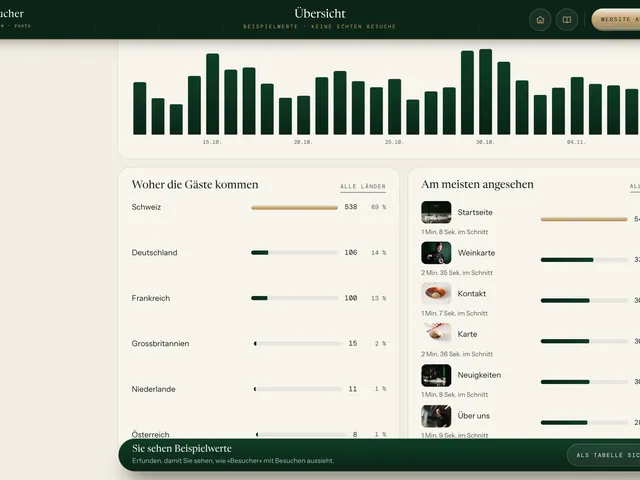 ucher
Übersicht
BEISPIELWERTE · KEINE ECHTEN BESUCHE
WEBSITE A
15.10.
20.10.
25.10.
30.10.
04.11.
Woher die Gäste kommen
ALLE LÄNDER
Schweiz 538 69 %
Deutschland 106 14 %
Frankreich 100 13 %
Grossbritannien 15 2 %
Niederlande 11 1 %
Österreich 8 1 %
Am meisten angesehen
Startseite
1 Min. 8 Sek. im Schnitt
Weinkarte
2 Min. 35 Sek. im Schnitt
Kontakt
1 Min. 7 Sek. im Schnitt
Karte
2 Min. 36 Sek. im Schnitt
Neuigkeiten
1 Min. 8 Sek. im Schnitt
Über uns
1 Min. 9 Sek. im Schnitt
Sie sehen Beispielwerte
Erfunden, damit Sie sehen, wie «Besucher» mit Besuchen aussieht.
ALS TABELLE SIC